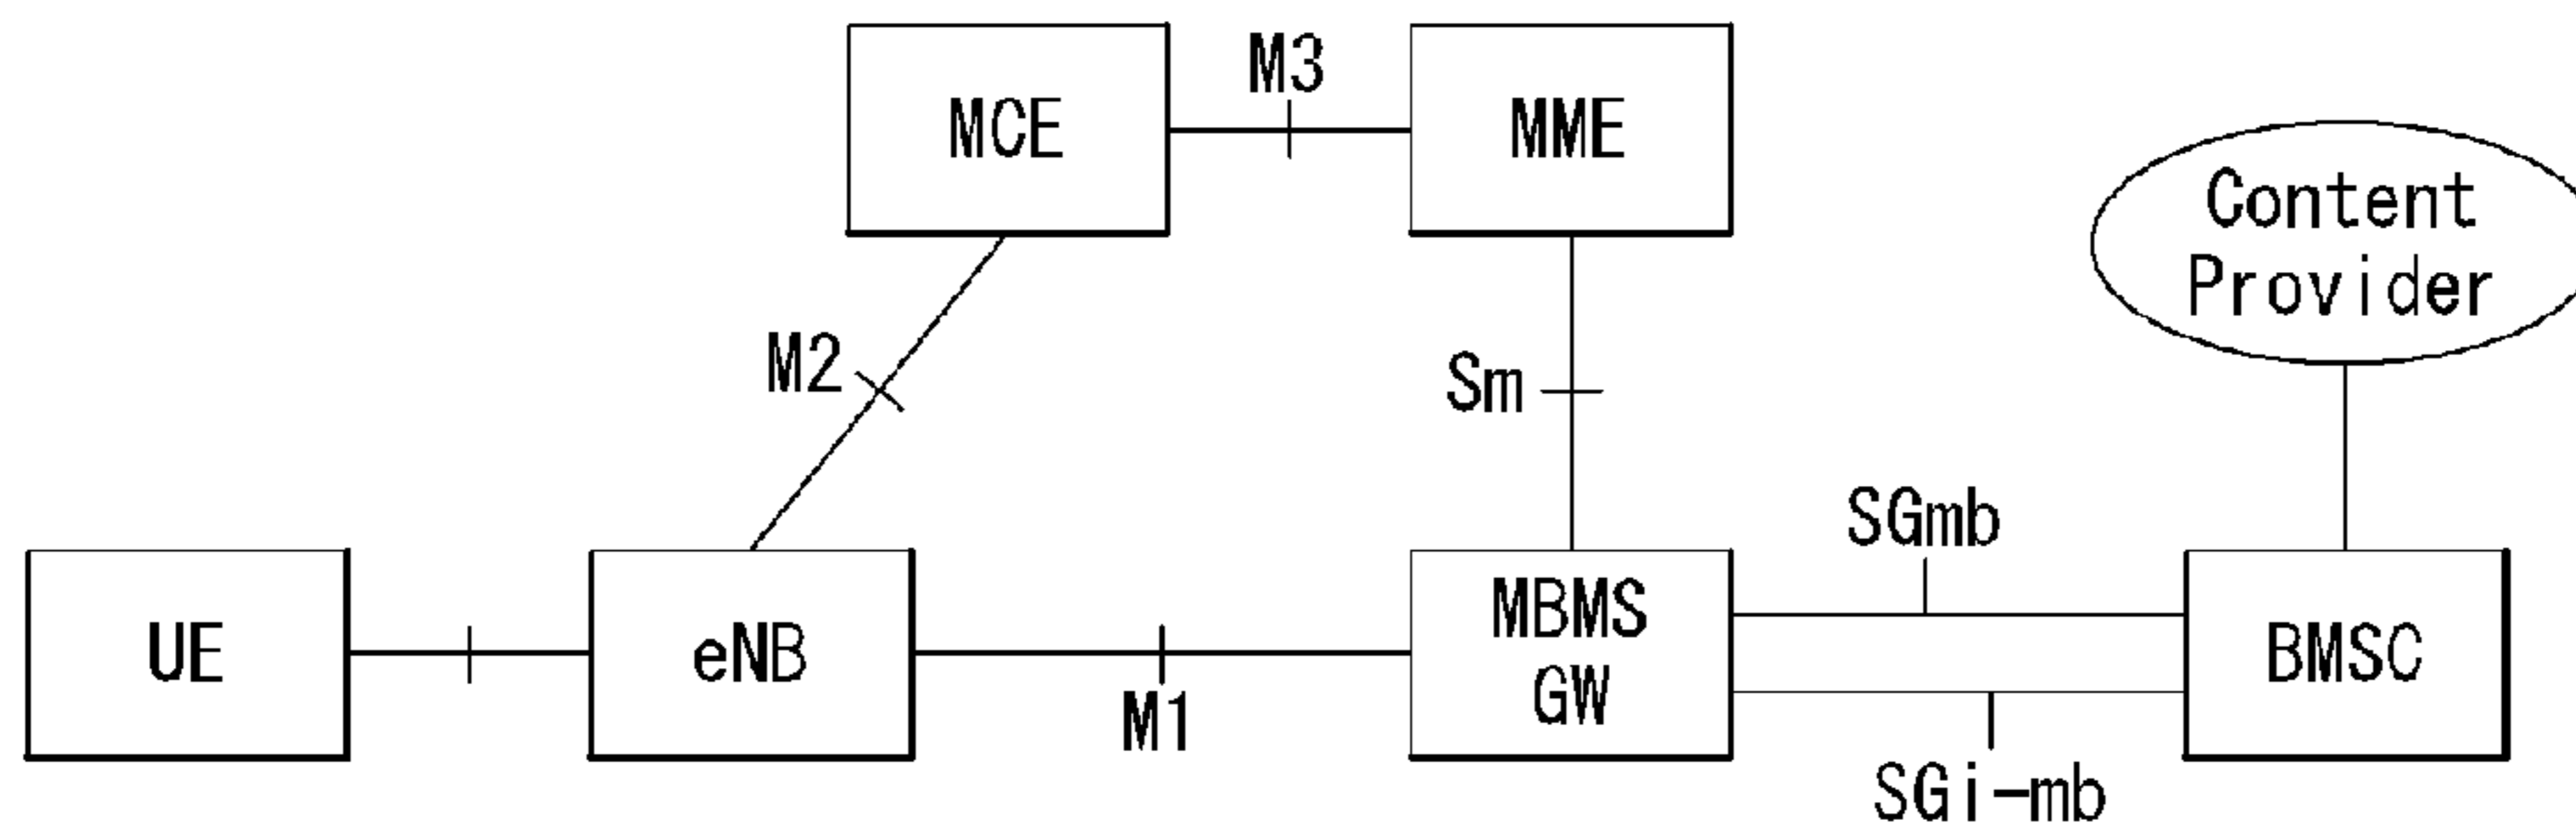 M3
MCE
MME
Content
Provider
M2
Sm
SGmb
UE
eNB
MBMS
GW
BMSC
M1
SGi-mb